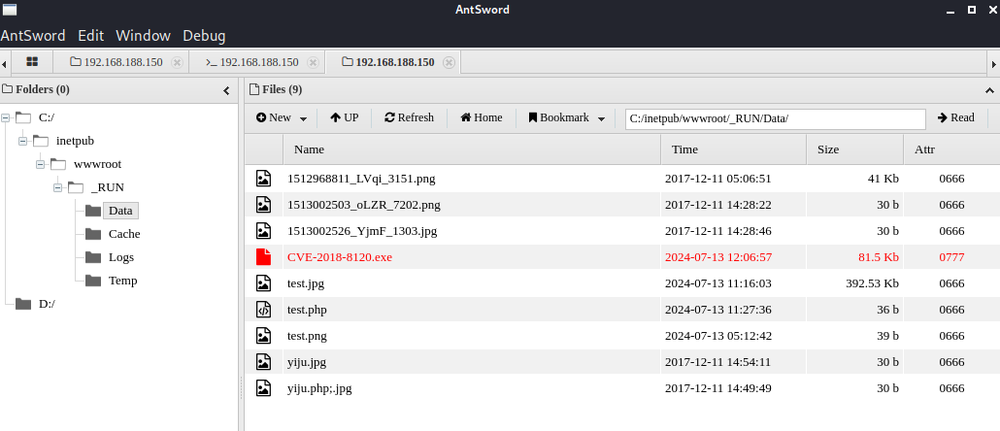 AntSword
AntSword Edit Window Debug
192.168.188.150 192.168.188.150 192.168.188.150
Folders (0)
C:/
inetpub
wwwroot
_RUN
Data
Cache
Logs
Temp
D:/
Files (9)
New UP Refresh Home Bookmark C:/inetpub/wwwroot/_RUN/Data/ Read
Name Time Size Attr
1512968811_LVqi_3151.png 2017-12-11 05:06:51 41 Kb 0666
1513002503_oLZR_7202.png 2017-12-11 14:28:22 30 b 0666
1513002526_YjmF_1303.jpg 2017-12-11 14:28:46 30 b 0666
CVE-2018-8120.exe 2024-07-13 12:06:57 81.5 Kb 0777
test.jpg 2024-07-13 11:16:03 392.53 Kb 0666
test.php 2024-07-13 11:27:36 36 b 0666
test.png 2024-07-13 05:12:42 39 b 0666
yiju.jpg 2017-12-11 14:54:11 30 b 0666
yiju.php;.jpg 2017-12-11 14:49:49 30 b 0666